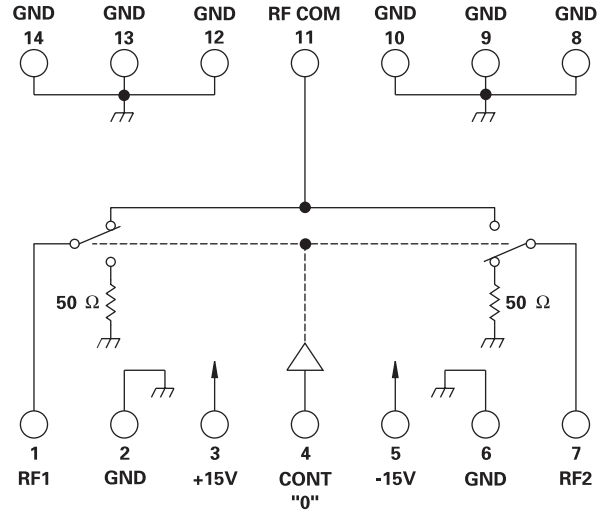 GND GND GND RF COM GND GND GND
14 13 12 11 10 9 8
50 Ω 50 Ω
1 2 3 4 5 6 7
RF1 GND +15V CONT -15V GND RF2
"0"